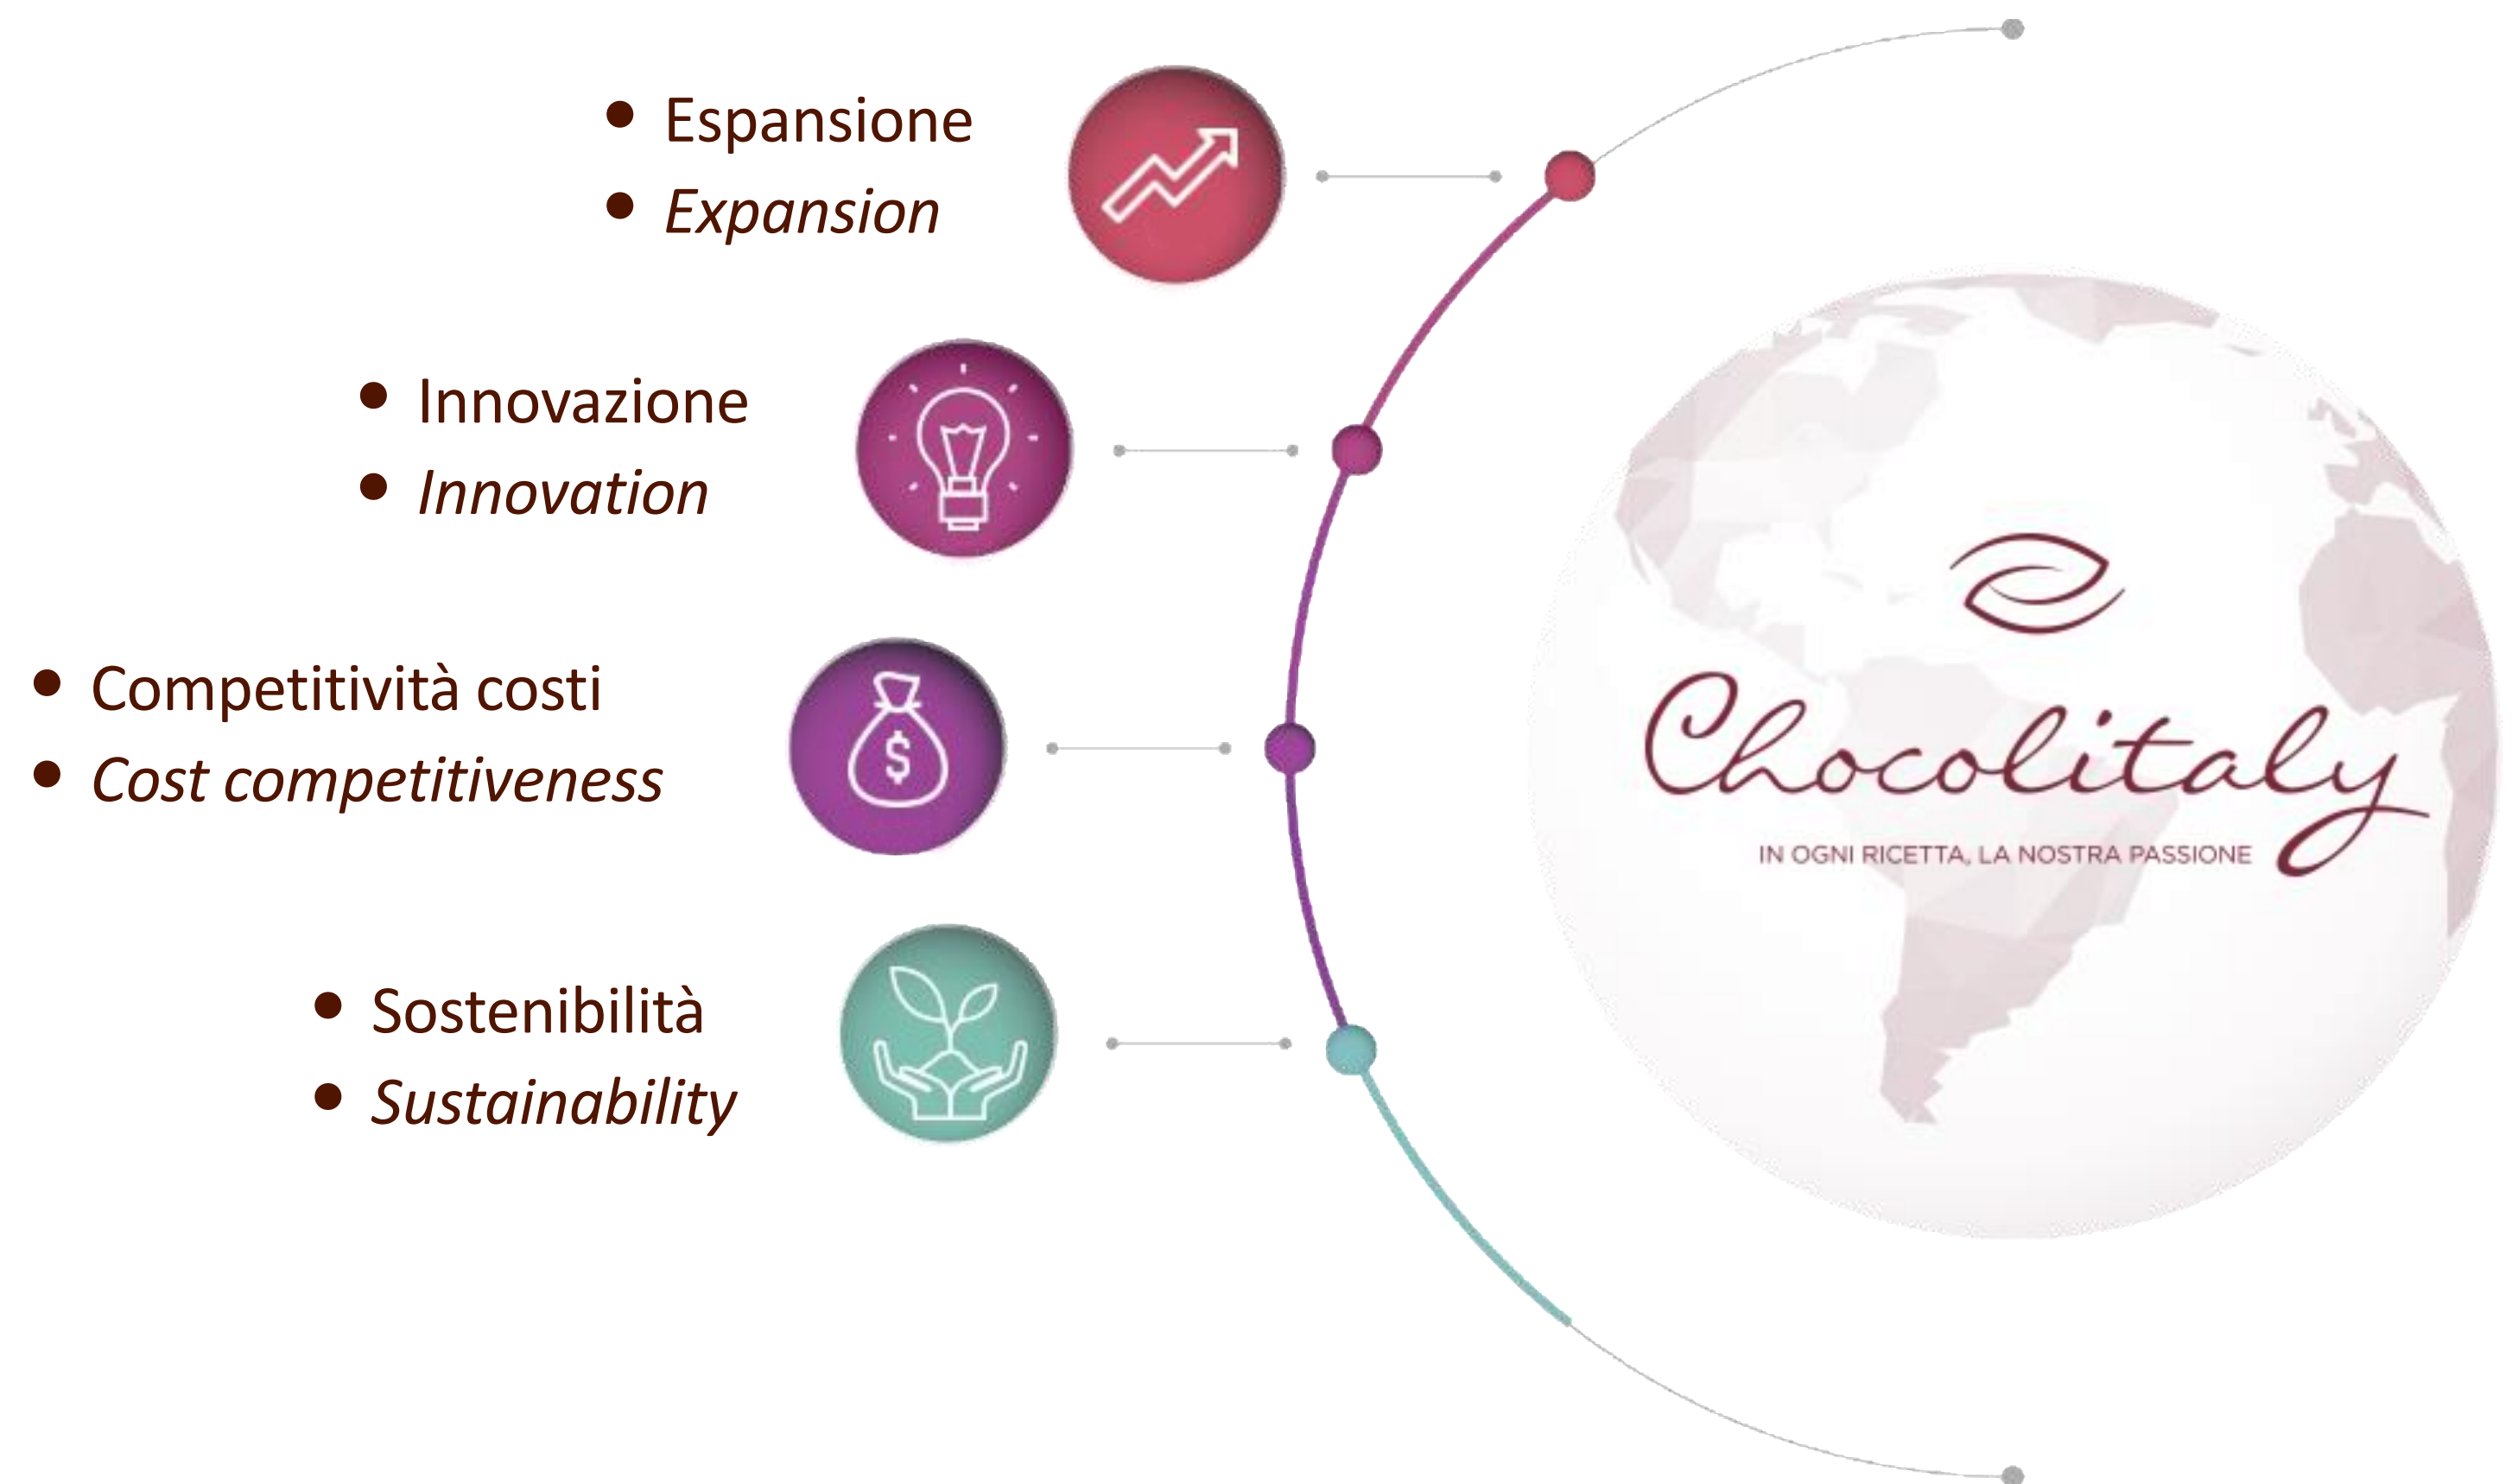 Espansione
Expansion
Innovazione
Innovation
Competitività costi
Cost competitiveness
$
Sostenibilità
Sustainability
Chocolitaly
IN OGNI RICETTA, LA NOSTRA PASSIONE